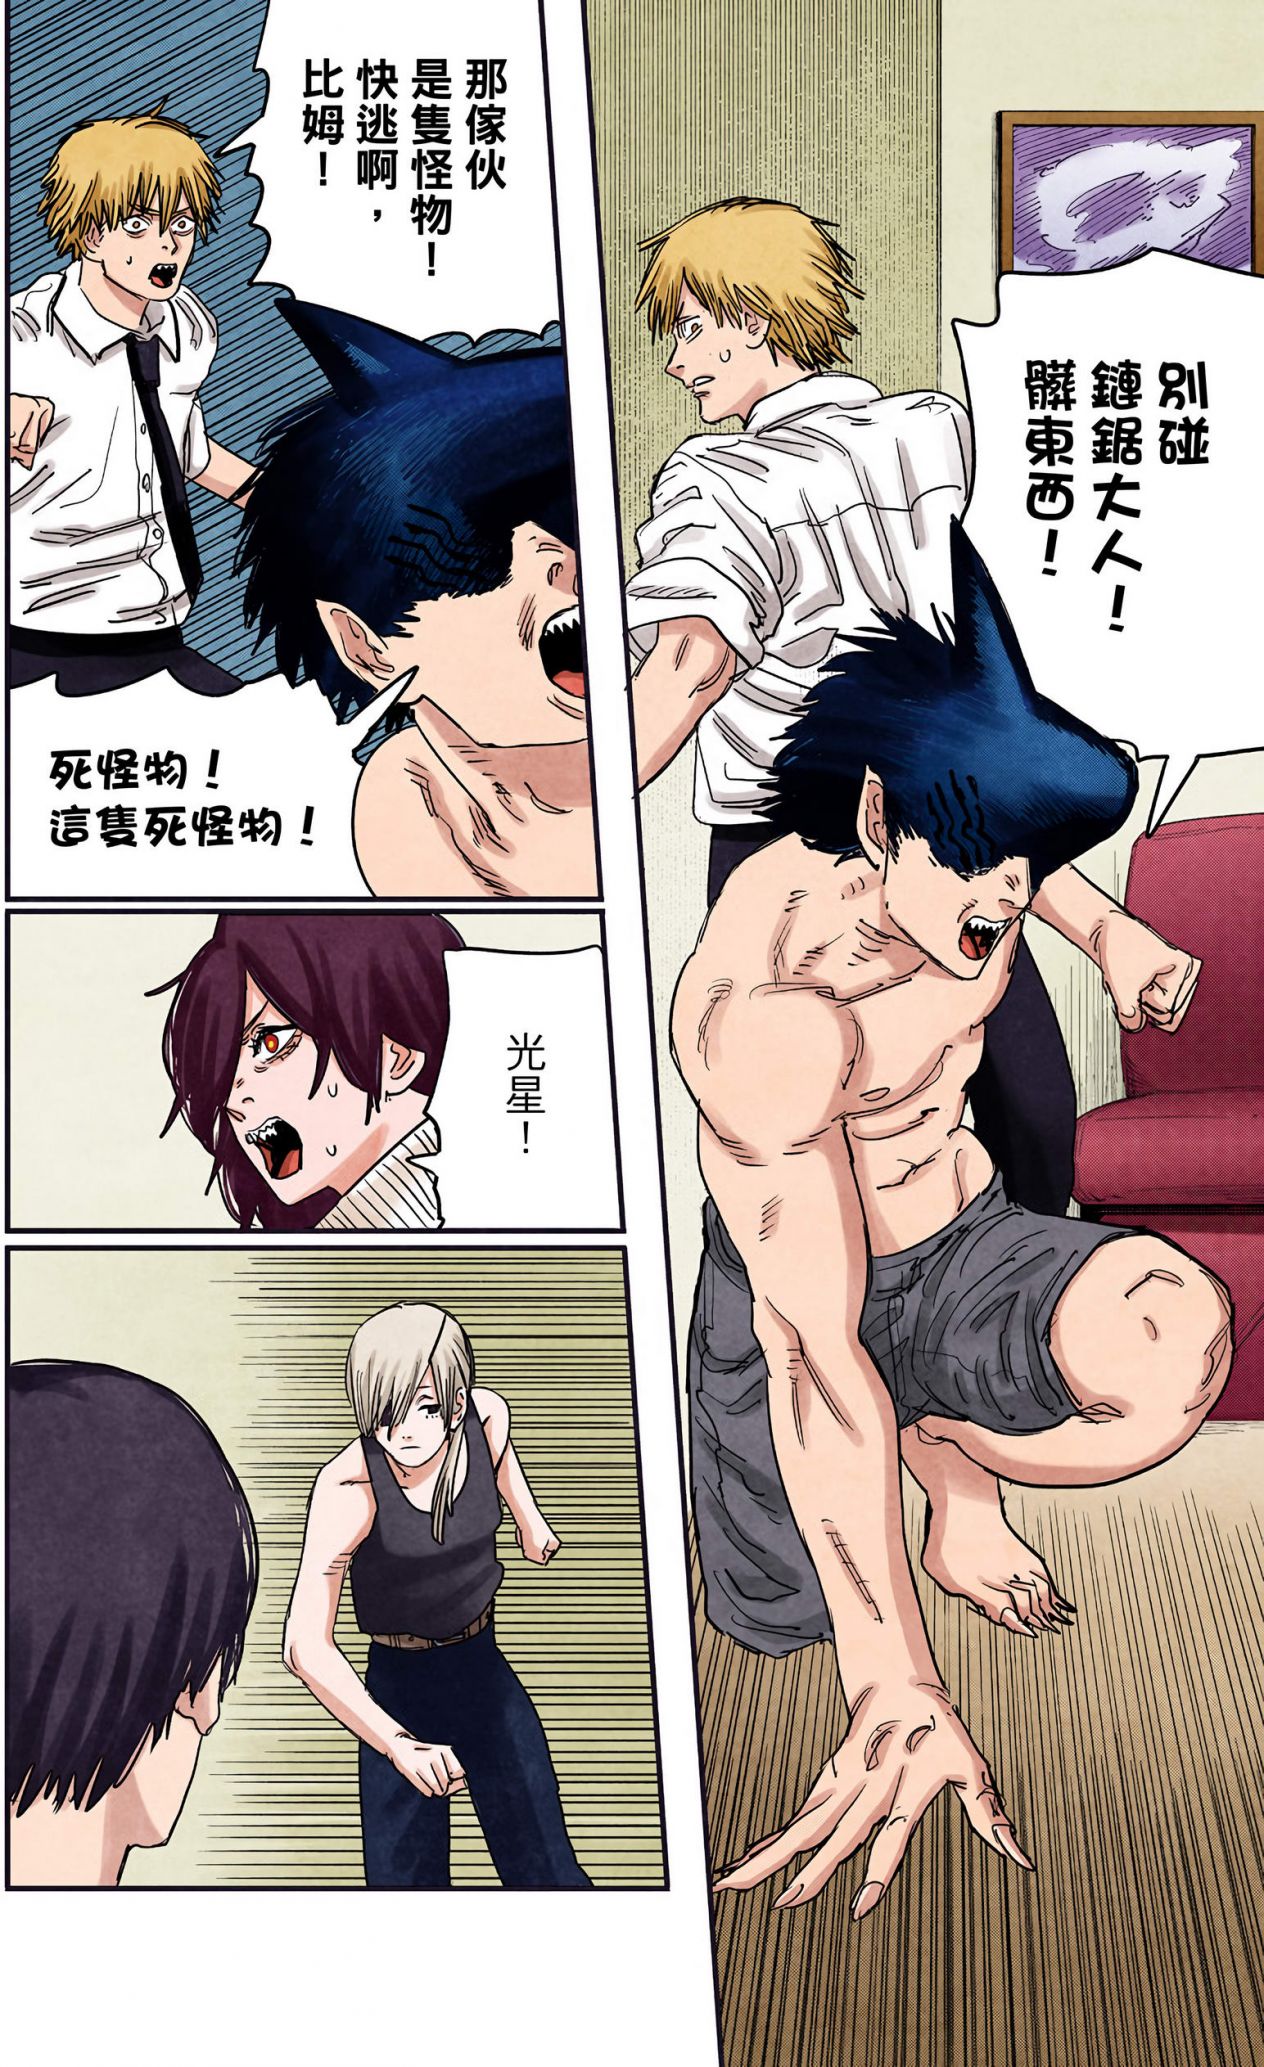 別碰
鏈鋸大人！
髒東西！
那傢伙
是隻怪物！
快逃啊，
比姆！
死怪物！
這隻死怪物！
光星！